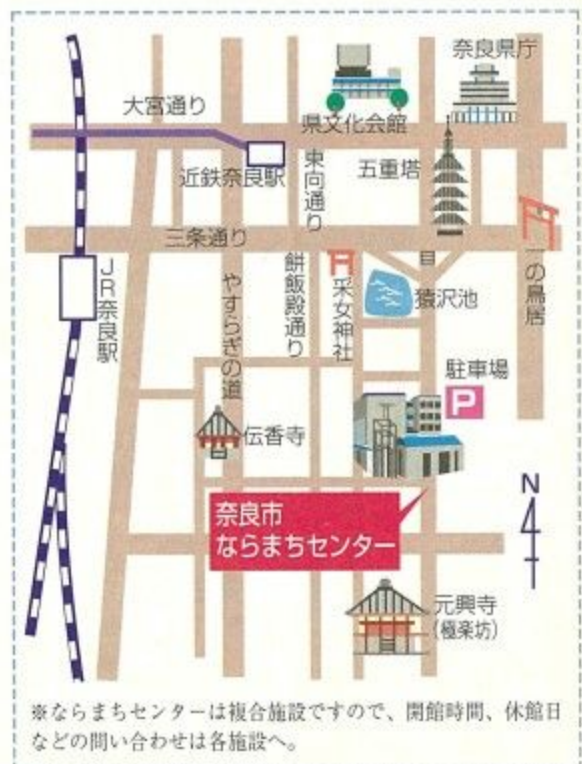 奈良県庁
大宮通り
県文化会館
近鉄奈良駅
東向通り
五重塔
三条通り
JR奈良駅
やすらぎの道
餅飯殿通り
采女神社
猿沢池
一の鳥居
駐車場
P
伝香寺
奈良市
ならまちセンター
N
元興寺
(極楽坊)
※ならまちセンターは複合施設ですので、開館時間、休館日
などの問い合わせは各施設へ。